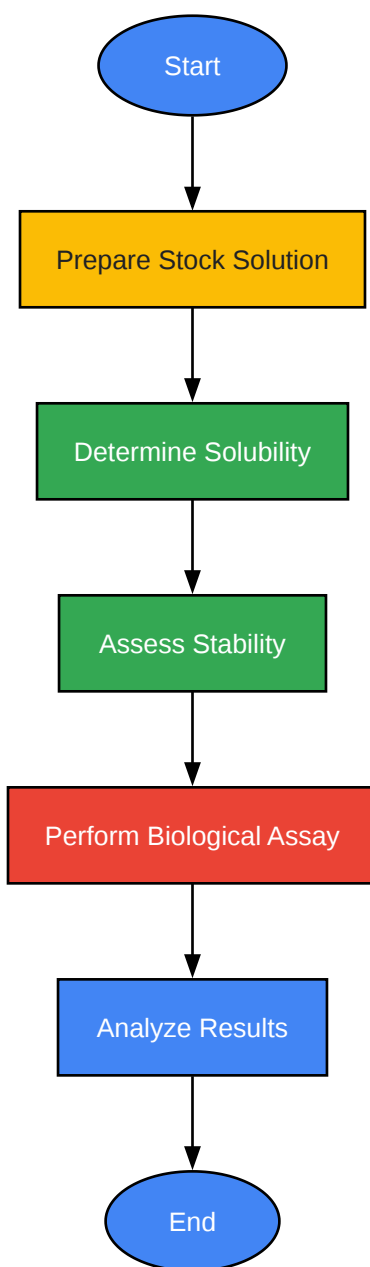 Start
Prepare Stock Solution
Determine Solubility
Assess Stability
Perform Biological Assay
Analyze Results
End